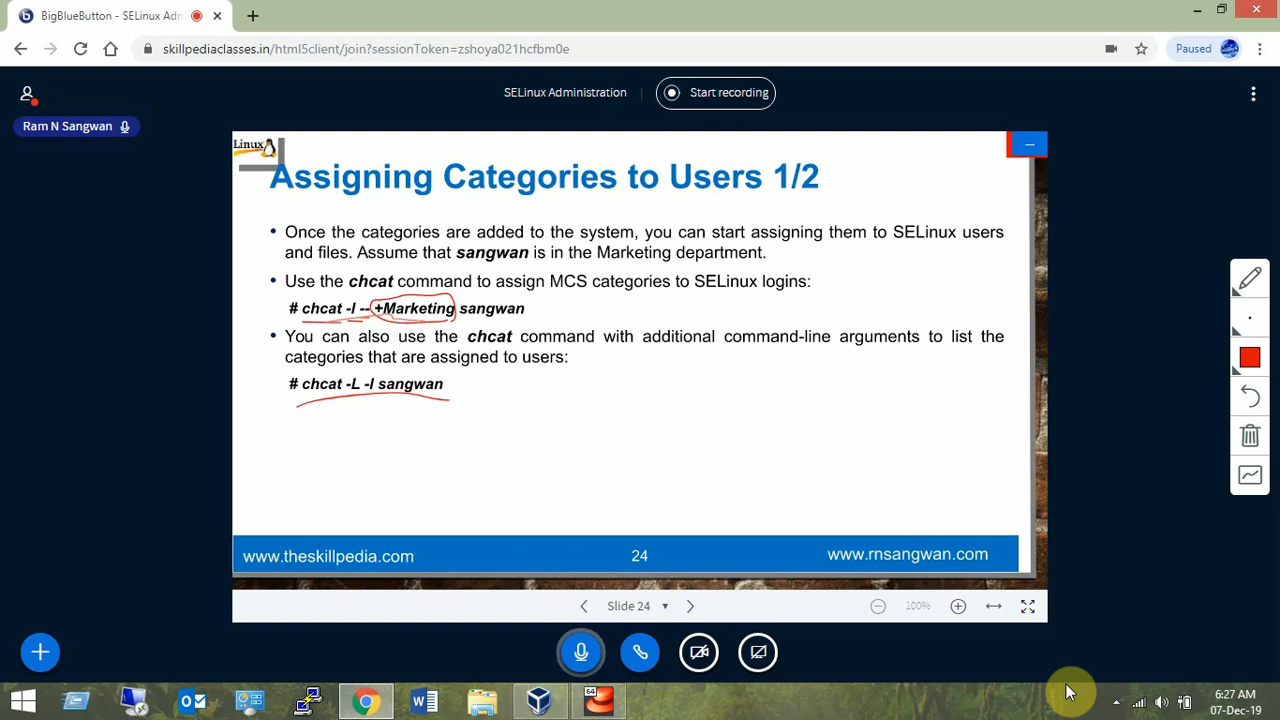 BigBlueButton - SELinux Adn
skillpediaclasses.in/html5client/join?sessionToken=zshoya021hcfbm0e
Paused
SELinux Administration
Start recording
Ram N Sangwan
Linux
Assigning Categories to Users 1/2
• Once the categories are added to the system, you can start assigning them to SELinux users
and files. Assume that sangwan is in the Marketing department.
• Use the chcat command to assign MCS categories to SELinux logins:
# chcat -l -- +Marketing sangwan
• You can also use the chcat command with additional command-line arguments to list the
categories that are assigned to users:
# chcat -L -l sangwan
www.theskillpedia.com
24
www.rnsangwan.com
Slide 24
100%
64
6:27 AM
07-Dec-19